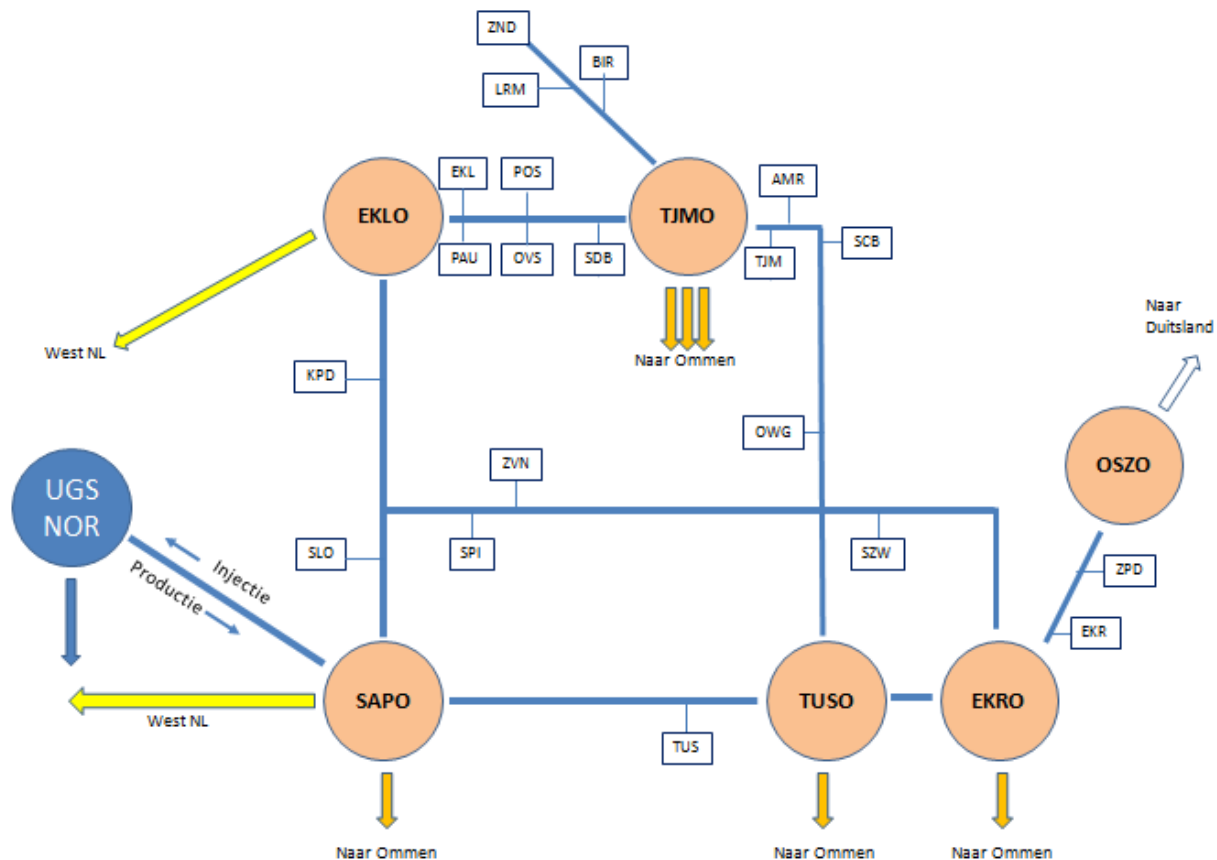 ZND
BIR
LRM
EKL
POS
AMR
EKLO
TJMO
SCB
PAU
OVS
SDB
TJM
Naar
Duitsland
West NL
Naar Ommen
KPD
OWG
ZVN
OSZO
UGS
NOR
SLO
SPI
SZW
ZPD
Injectie
Productie
EKR
SAPO
TUSO
EKRO
West NL
TUS
Naar Ommen
Naar Ommen
Naar Ommen